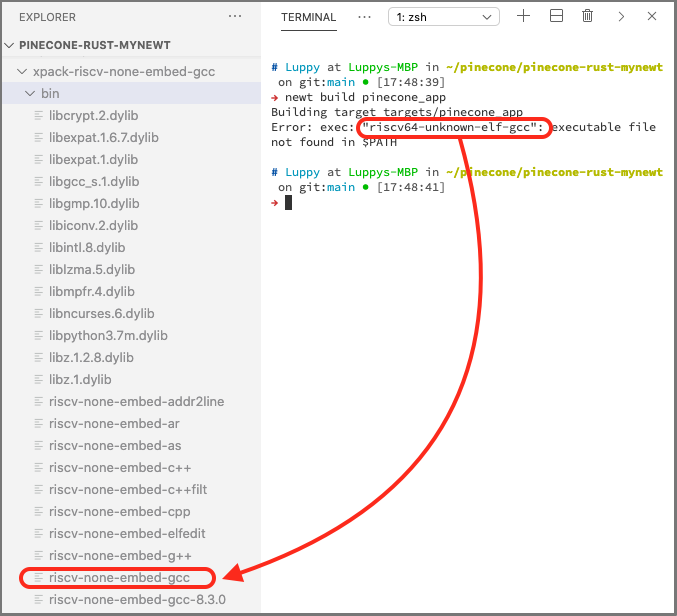 EXPLORER
···
PINECONE-RUST-MYNEWT
xpack-riscv-none-embed-gcc
bin
libcrypt.2.dylib
libexpat.1.6.7.dylib
libexpat.1.dylib
libgcc_s.1.dylib
libgmp.10.dylib
libiconv.2.dylib
libintl.8.dylib
liblzma.5.dylib
libmpfr.4.dylib
libncurses.6.dylib
libpython3.7m.dylib
libz.1.2.8.dylib
libz.1.dylib
riscv-none-embed-addr2line
riscv-none-embed-ar
riscv-none-embed-as
riscv-none-embed-c++
riscv-none-embed-c++filt
riscv-none-embed-cpp
riscv-none-embed-elfedit
riscv-none-embed-g++
riscv-none-embed-gcc
riscv-none-embed-gcc-8.3.0
TERMINAL ··· 1: zsh
# Luppy at Luppys-MBP in ~/pinecone/pinecone-rust-mynewt
on git:main ● [17:48:39]
➜ newt build pinecone_app
Building target targets/pinecone_app
Error: exec: "riscv64-unknown-elf-gcc": executable file
not found in $PATH
# Luppy at Luppys-MBP in ~/pinecone/pinecone-rust-mynewt
on git:main ● [17:48:41]
➜